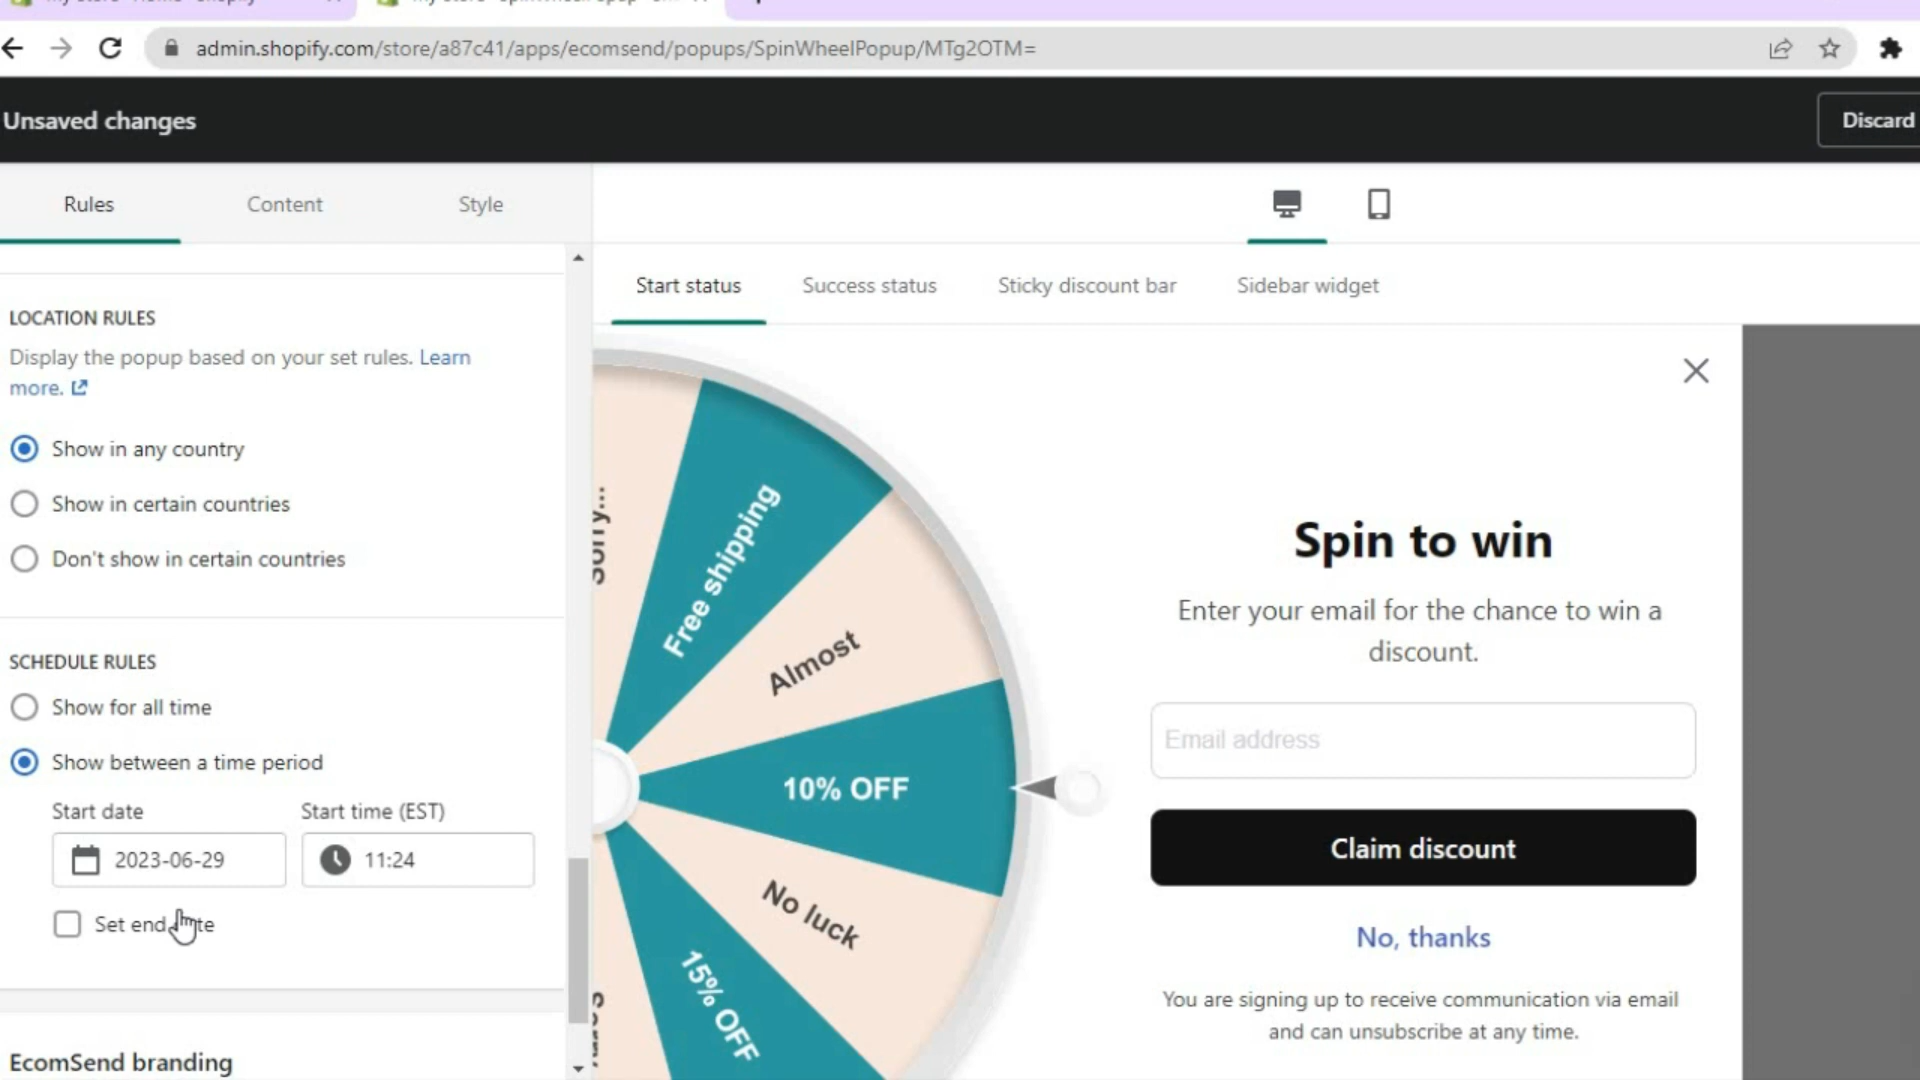 admin.shopify.com/store/a87c41/apps/ecomsend/popups/SpinWheelPopup/MTg2OTM=
Unsaved changes
Discard
Rules
Content
Style
Start status
Success status
Sticky discount bar
Sidebar widget
LOCATION RULES
Display the popup based on your set rules. Learn
more.
Show in any country
Show in certain countries
Don't show in certain countries
SCHEDULE RULES
Show for all time
Show between a time period
Start date
Start time (EST)
2023-06-29
11:24
Set end
EcomSend branding
Sorry...
Free shipping
Almost
10% OFF
No luck
15% OFF
Spin to win
Enter your email for the chance to win a
discount.
Email address
Claim discount
No, thanks
You are signing up to receive communication via email
and can unsubscribe at any time.